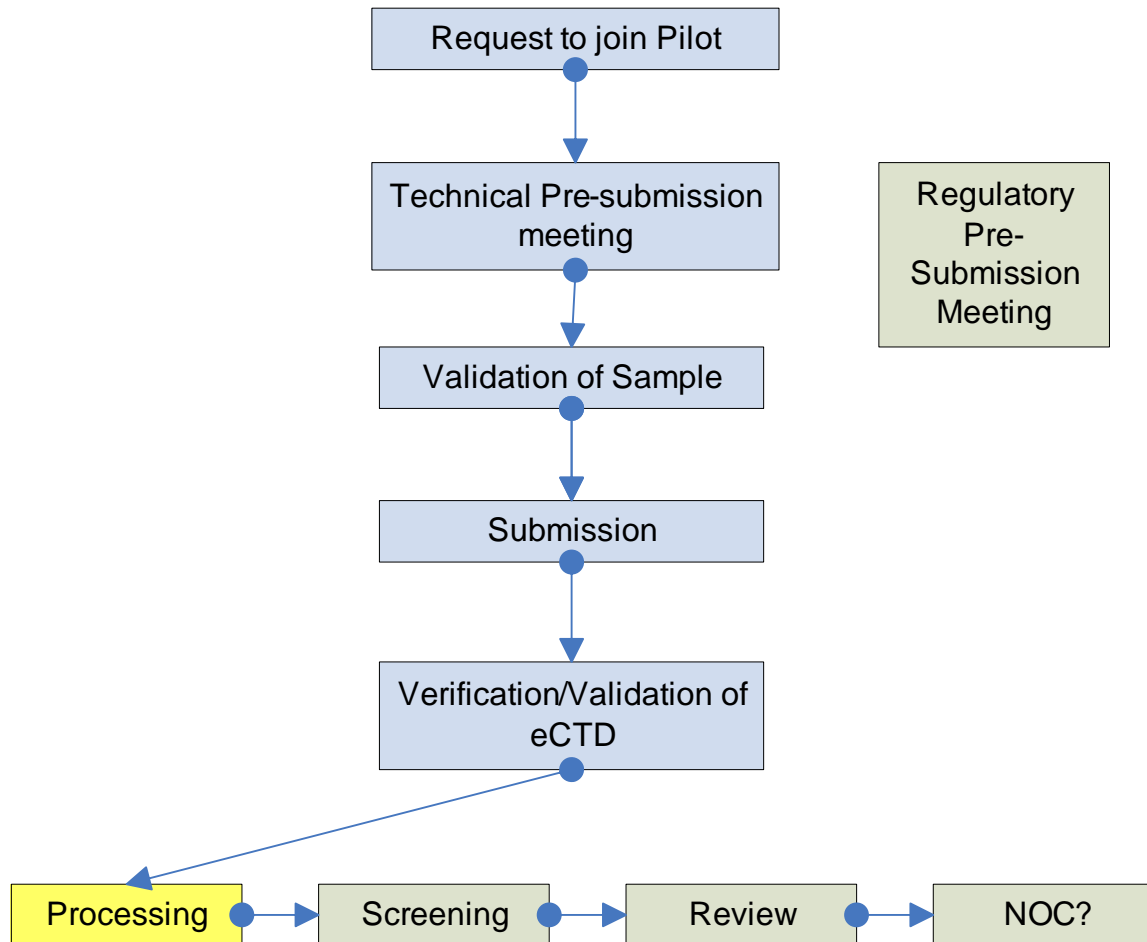 Request to join Pilot
Technical Pre-submission
meeting
Regulatory
Pre-
Submission
Meeting
Validation of Sample
Submission
Verification/Validation of
eCTD
Processing
Screening
Review
NOC?